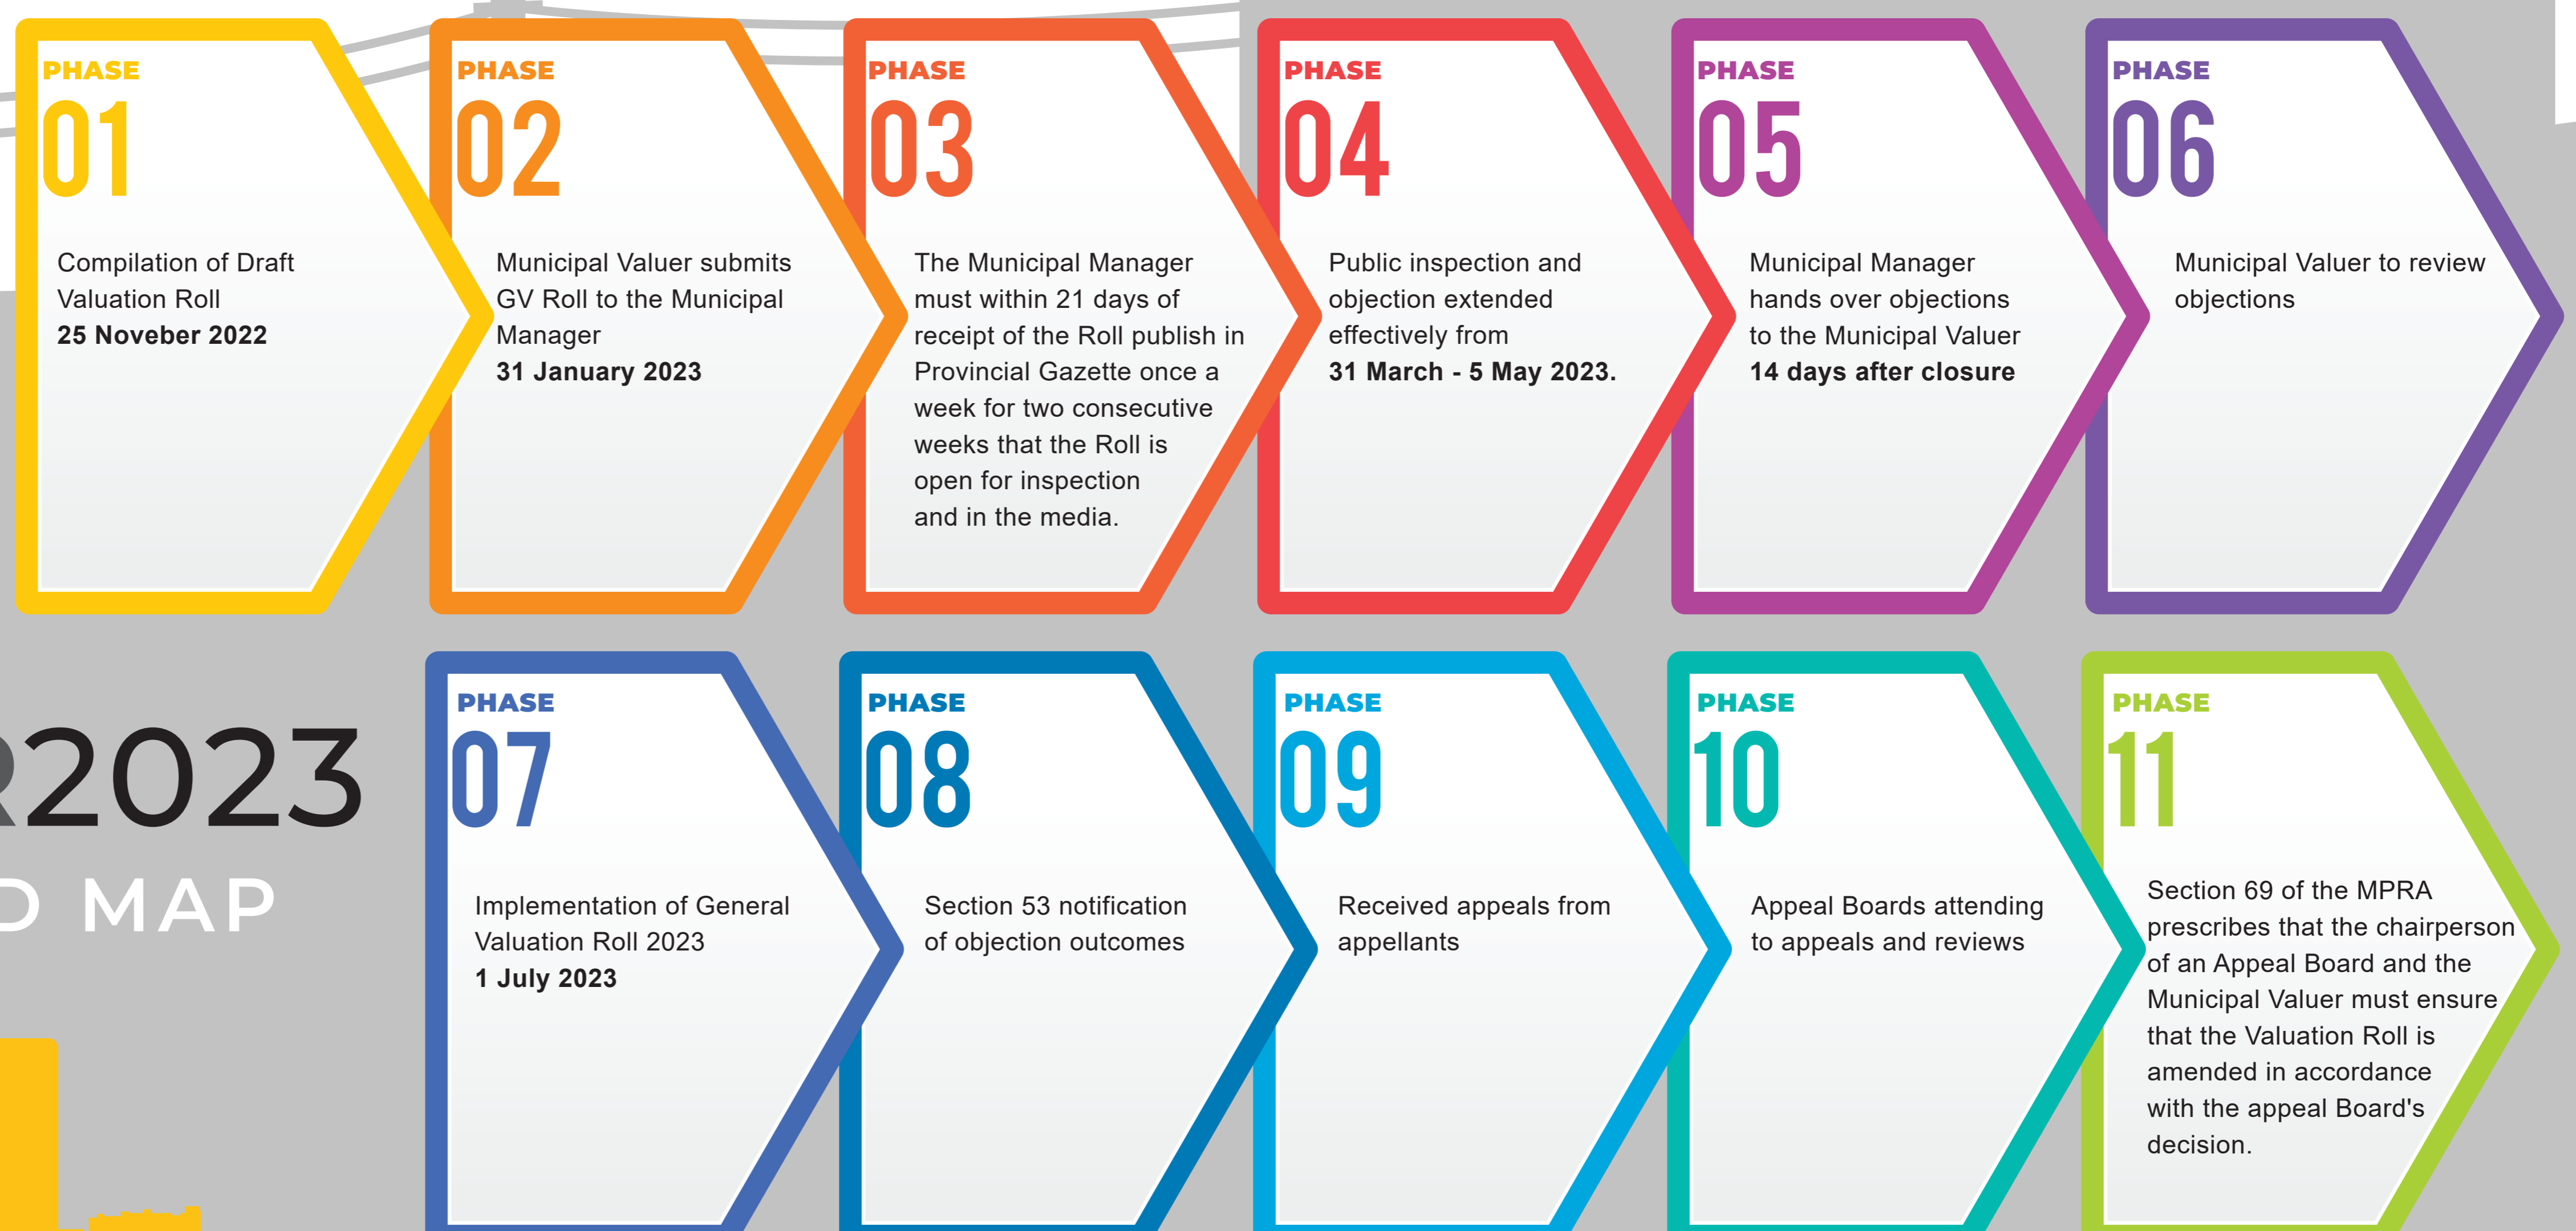 PHASE
01
Compilation of Draft
Valuation Roll
25 Noveber 2022
PHASE
02
Municipal Valuer submits
GV Roll to the Municipal
Manager
31 January 2023
PHASE
03
The Municipal Manager
must within 21 days of
receipt of the Roll publish in
Provincial Gazette once a
week for two consecutive
weeks that the Roll is
open for inspection
and in the media.
PHASE
04
Public inspection and
objection extended
effectively from
31 March - 5 May 2023.
PHASE
05
Municipal Manager
hands over objections
to the Municipal Valuer
14 days after closure
PHASE
06
Municipal Valuer to review
objections
R2023
D MAP
PHASE
07
Implementation of General
Valuation Roll 2023
1 July 2023
PHASE
08
Section 53 notification
of objection outcomes
PHASE
09
Received appeals from
appellants
PHASE
10
Appeal Boards attending
to appeals and reviews
PHASE
11
Section 69 of the MPRA
prescribes that the chairperson
of an Appeal Board and the
Municipal Valuer must ensure
that the Valuation Roll is
amended in accordance
with the appeal Board's
decision.